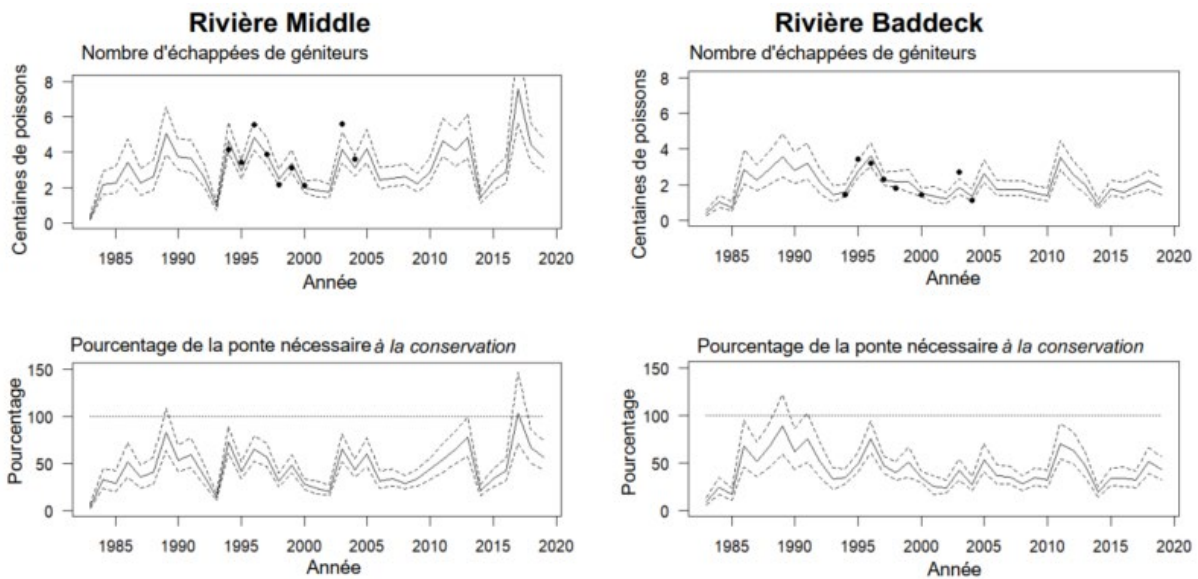 Rivière Middle
Nombre d'échappées de géniteurs
Centaines de poissons
8
6
4
2
0
1985 1990 1995 2000 2005 2010 2015 2020
Année
Rivière Baddeck
Nombre d'échappées de géniteurs
Centaines de poissons
8
6
4
2
0
1985 1990 1995 2000 2005 2010 2015 2020
Année
Pourcentage de la ponte nécessaire à la conservation
Pourcentage
150
100
50
0
1985 1990 1995 2000 2005 2010 2015 2020
Année
Pourcentage de la ponte nécessaire à la conservation
Pourcentage
150
100
50
0
1985 1990 1995 2000 2005 2010 2015 2020
Année